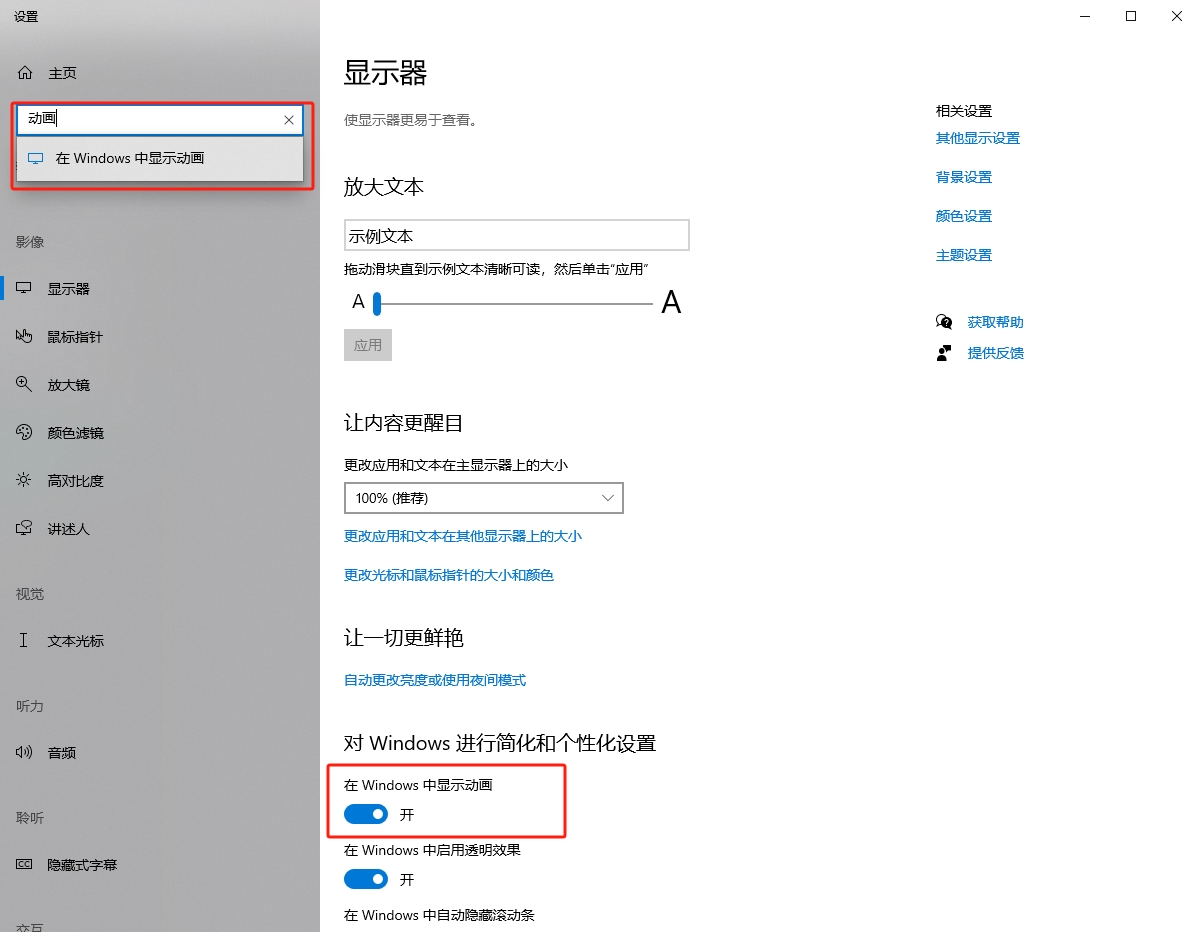 设置
主页
动画
在 Windows 中显示动画
影像
显示器
鼠标指针
放大镜
颜色滤镜
高对比度
讲述人
视觉
文本光标
听力
音频
聆听
隐藏式字幕
交互
显示器
使显示器更易于查看。
放大文本
示例文本
拖动滑块直到示例文本清晰可读，然后单击"应用"
A A
应用
让内容更醒目
更改应用和文本在主显示器上的大小
100% (推荐)
更改应用和文本在其他显示器上的大小
更改光标和鼠标指针的大小和颜色
让一切更鲜艳
自动更改亮度或使用夜间模式
对 Windows 进行简化和个性化设置
在 Windows 中显示动画
开
在 Windows 中启用透明效果
开
在 Windows 中自动隐藏滚动条
相关设置
其他显示设置
背景设置
颜色设置
主题设置
获取帮助
提供反馈